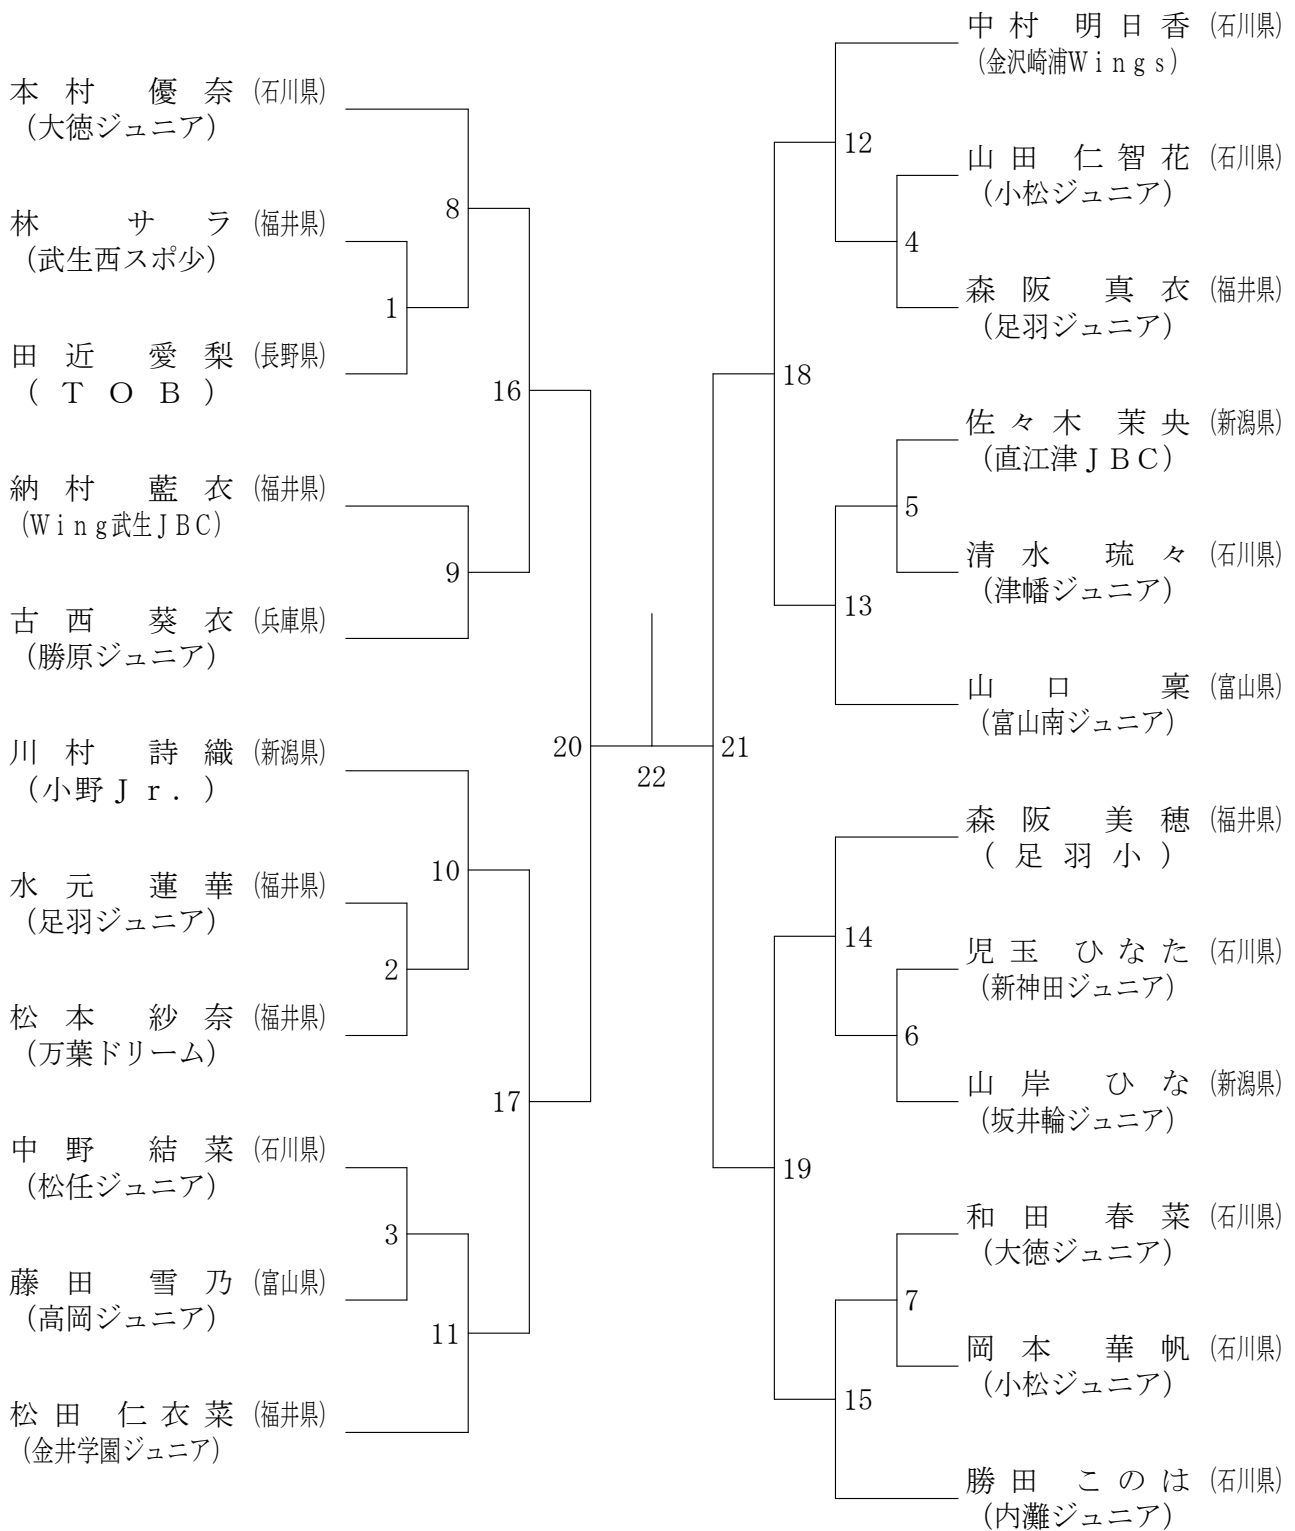 本村 優奈 (石川県)
(大徳ジュニア)
林 サラ (福井県)
(武生西スポ少)
田近 愛梨 (長野県)
(TOB)
納村 藍衣 (福井県)
(Wing武生JBC)
古西 葵衣 (兵庫県)
(勝原ジュニア)
川村 詩織 (新潟県)
(小野Jr.)
水元 蓮華 (福井県)
(足羽ジュニア)
松本 紗奈 (福井県)
(万葉ドリーム)
中野 結菜 (石川県)
(松任ジュニア)
藤田 雪乃 (富山県)
(高岡ジュニア)
松田 仁衣菜 (福井県)
(金井学園ジュニア)
8
1
16
9
10
2
17
3
11
20
22
21
12
4
18
5
13
14
6
19
7
15
中村 明日香 (石川県)
(金沢崎浦Wings)
山田 仁智花 (石川県)
(小松ジュニア)
森阪 真衣 (福井県)
(足羽ジュニア)
佐々木 茉央 (新潟県)
(直江津JBC)
清水 琉々 (石川県)
(津幡ジュニア)
山口 稟 (富山県)
(富山南ジュニア)
森阪 美穂 (福井県)
(足羽小)
児玉 ひなた (石川県)
(新神田ジュニア)
山岸 ひな (新潟県)
(坂井輪ジュニア)
和田 春菜 (石川県)
(大徳ジュニア)
岡本 華帆 (石川県)
(小松ジュニア)
勝田 このは (石川県)
(内灘ジュニア)